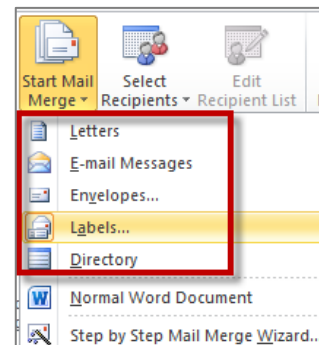 Start Mail Merge Select Recipients Edit Recipient List
Letters
E-mail Messages
Envelopes...
Labels...
Directory
Normal Word Document
Step by Step Mail Merge Wizard..